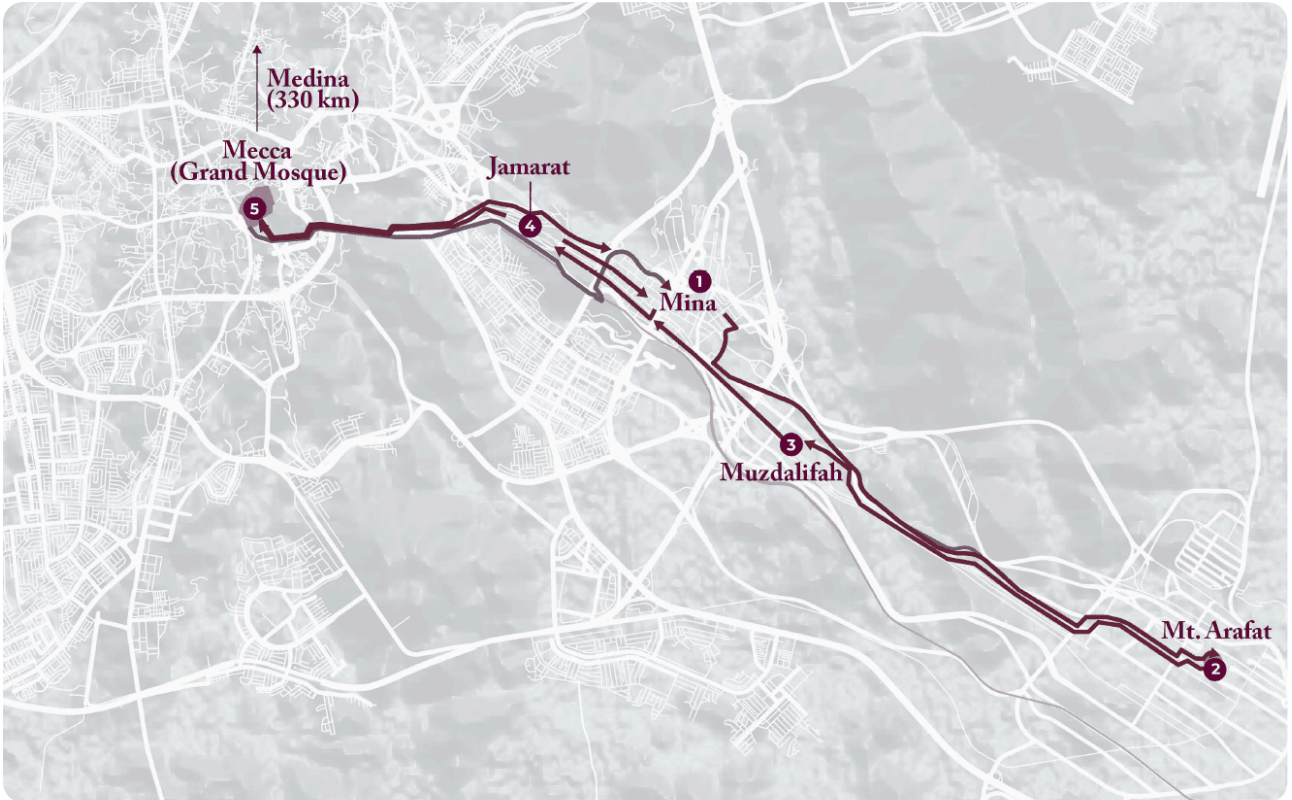 Medina
(330 km)
Mecca
(Grand Mosque)
5
Jamarat
4
1
Mina
3
Muzdalifah
Mt. Arafat
2